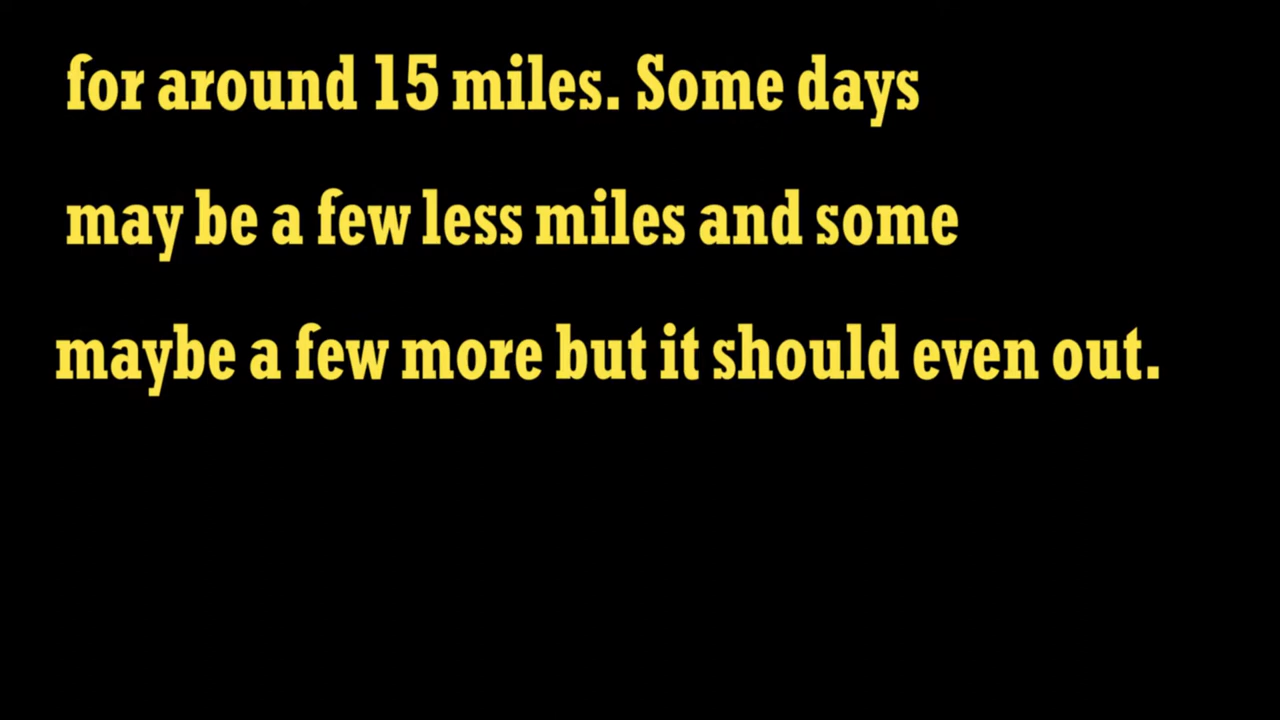 for around 15 miles. Some days
may be a few less miles and some
maybe a few more but it should even out.